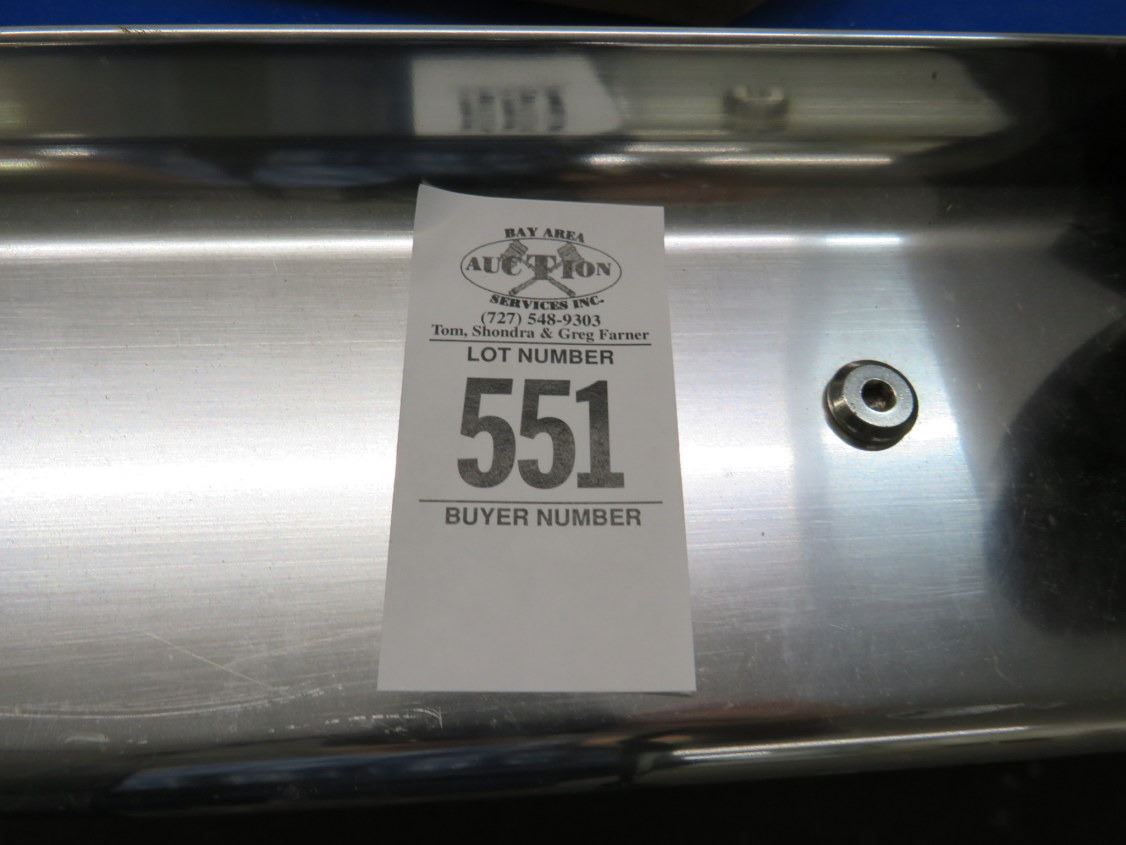 BAY AREA
AUCTION
SERVICES INC.
(727) 548-9303
Tom, Shondra & Greg Farner
LOT NUMBER
551
BUYER NUMBER